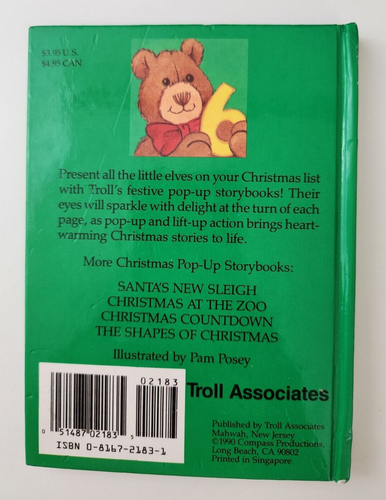 $3.95 U.S.
$4.95 CAN
6
Present all the little elves on your Christmas list
with Troll's festive pop-up storybooks! Their
eyes will sparkle with delight at the turn of each
page, as pop-up and lift-up action brings heart-
warming Christmas stories to life.
More Christmas Pop-Up Storybooks:
SANTA'S NEW SLEIGH
CHRISTMAS AT THE ZOO
CHRISTMAS COUNTDOWN
THE SHAPES OF CHRISTMAS
Illustrated by Pam Posey
02183
0 51487 02183 5
ISBN 0-8167-2183-1
Troll Associates
Published by Troll Associates
Mahwah, New Jersey
©1990 Compass Productions,
Long Beach, CA 90802
Printed in Singapore